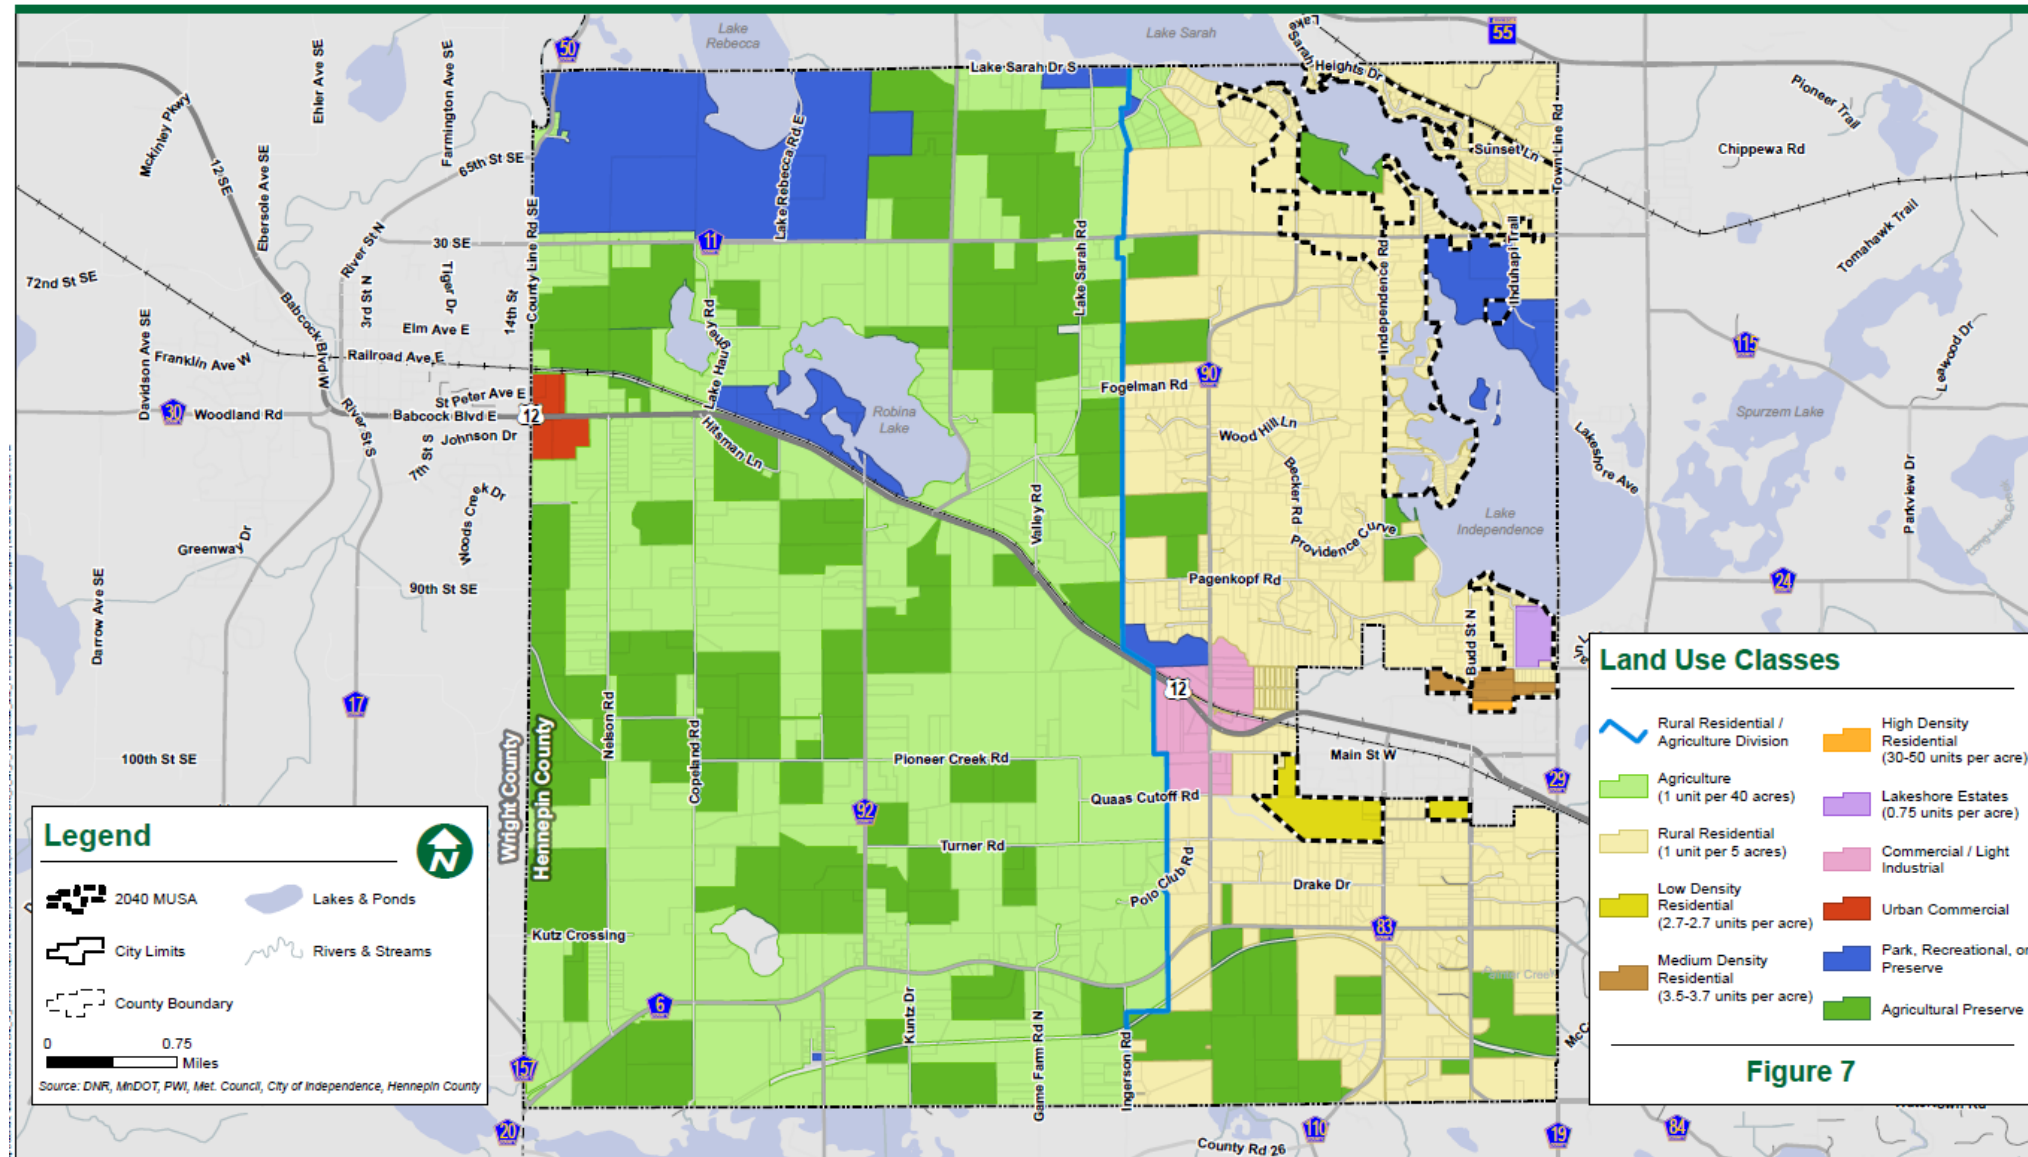 Lake
Rebecca
Lake Sarah
Lake
Sarah
Heights Dr
55
50
Lake Sarah Dr S
Ehler Ave SE
Farmington Ave SE
Mckinley Pkwy
12 SE
Ebersole Ave SE
65th St SE
Lake Rebecca Rd E
Sunset Ln
Town Line Rd
Pioneer Trail
Chippewa Rd
Tomahawk Trail
River St N
30 SE
11
County Line Rd SE
Lake Sarah Rd
Independence Rd
Induhapi Trail
72nd St SE
3rd St N
Tiger Dr
14th St
Elm Ave E
Railroad Ave E
Babcock Blvd W
Davidson Ave SE
Franklin Ave W
Lake Haughey Rd
115
Leawood Dr
30
Woodland Rd
St Peter Ave E
Babcock Blvd E
12
Johnson Dr
7th St S
River St S
Hitsman Ln
Robina
Lake
Fogelman Rd
90
Wood Hill Ln
Becker Rd
Spurzem Lake
Lakeshore Ave
Parkview Dr
Woods Creek Dr
Greenway Dr
Valley Rd
Providence Curve
Lake
Independence
Long Lake Creek
Darrow Ave SE
90th St SE
Pagenkopf Rd
24
Budd St N
17
12
Nelson Rd
Copeland Rd
100th St SE
Pioneer Creek Rd
Main St W
29
Wright County
Hennepin County
92
Quaas Cutoff Rd
Turner Rd
Polo Club Rd
Drake Dr
83
Kutz Crossing
6
Kuntz Dr
Game Farm Rd N
Ingerson Rd
157
20
110
County Rd 26
19
84
Legend
N
2040 MUSA
Lakes & Ponds
City Limits
Rivers & Streams
County Boundary
0 0.75
Miles
Source: DNR, MnDOT, PWI, Met. Council, City of Independence, Hennepin County
Land Use Classes
Rural Residential /
Agriculture Division
Agriculture
(1 unit per 40 acres)
Rural Residential
(1 unit per 5 acres)
Low Density
Residential
(2.7-2.7 units per acre)
Medium Density
Residential
(3.5-3.7 units per acre)
High Density
Residential
(30-50 units per acre)
Lakeshore Estates
(0.75 units per acre)
Commercial / Light
Industrial
Urban Commercial
Park, Recreational, or
Preserve
Agricultural Preserve
Figure 7